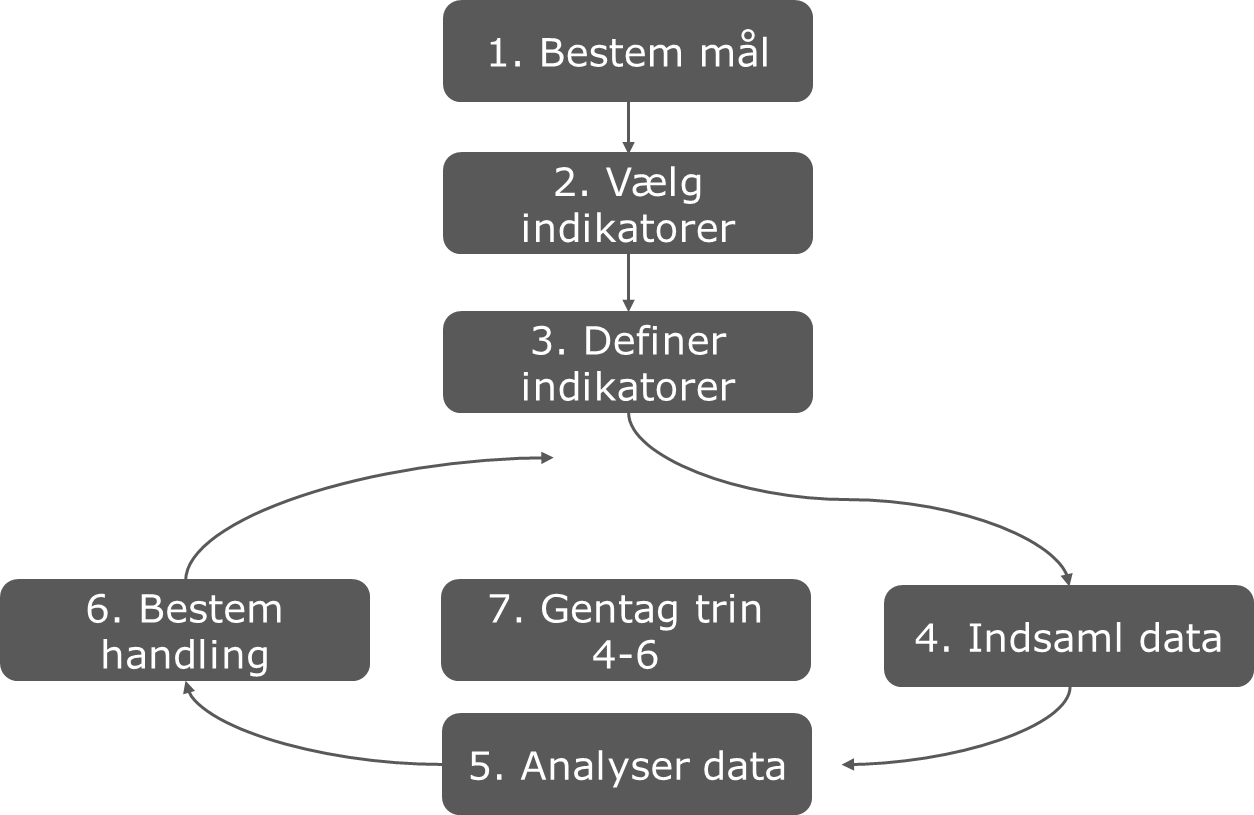 1. Bestem mål
2. Vælg
indikatorer
3. Definer
indikatorer
4. Indsaml data
5. Analyser data
6. Bestem
handling
7. Gentag trin
4-6